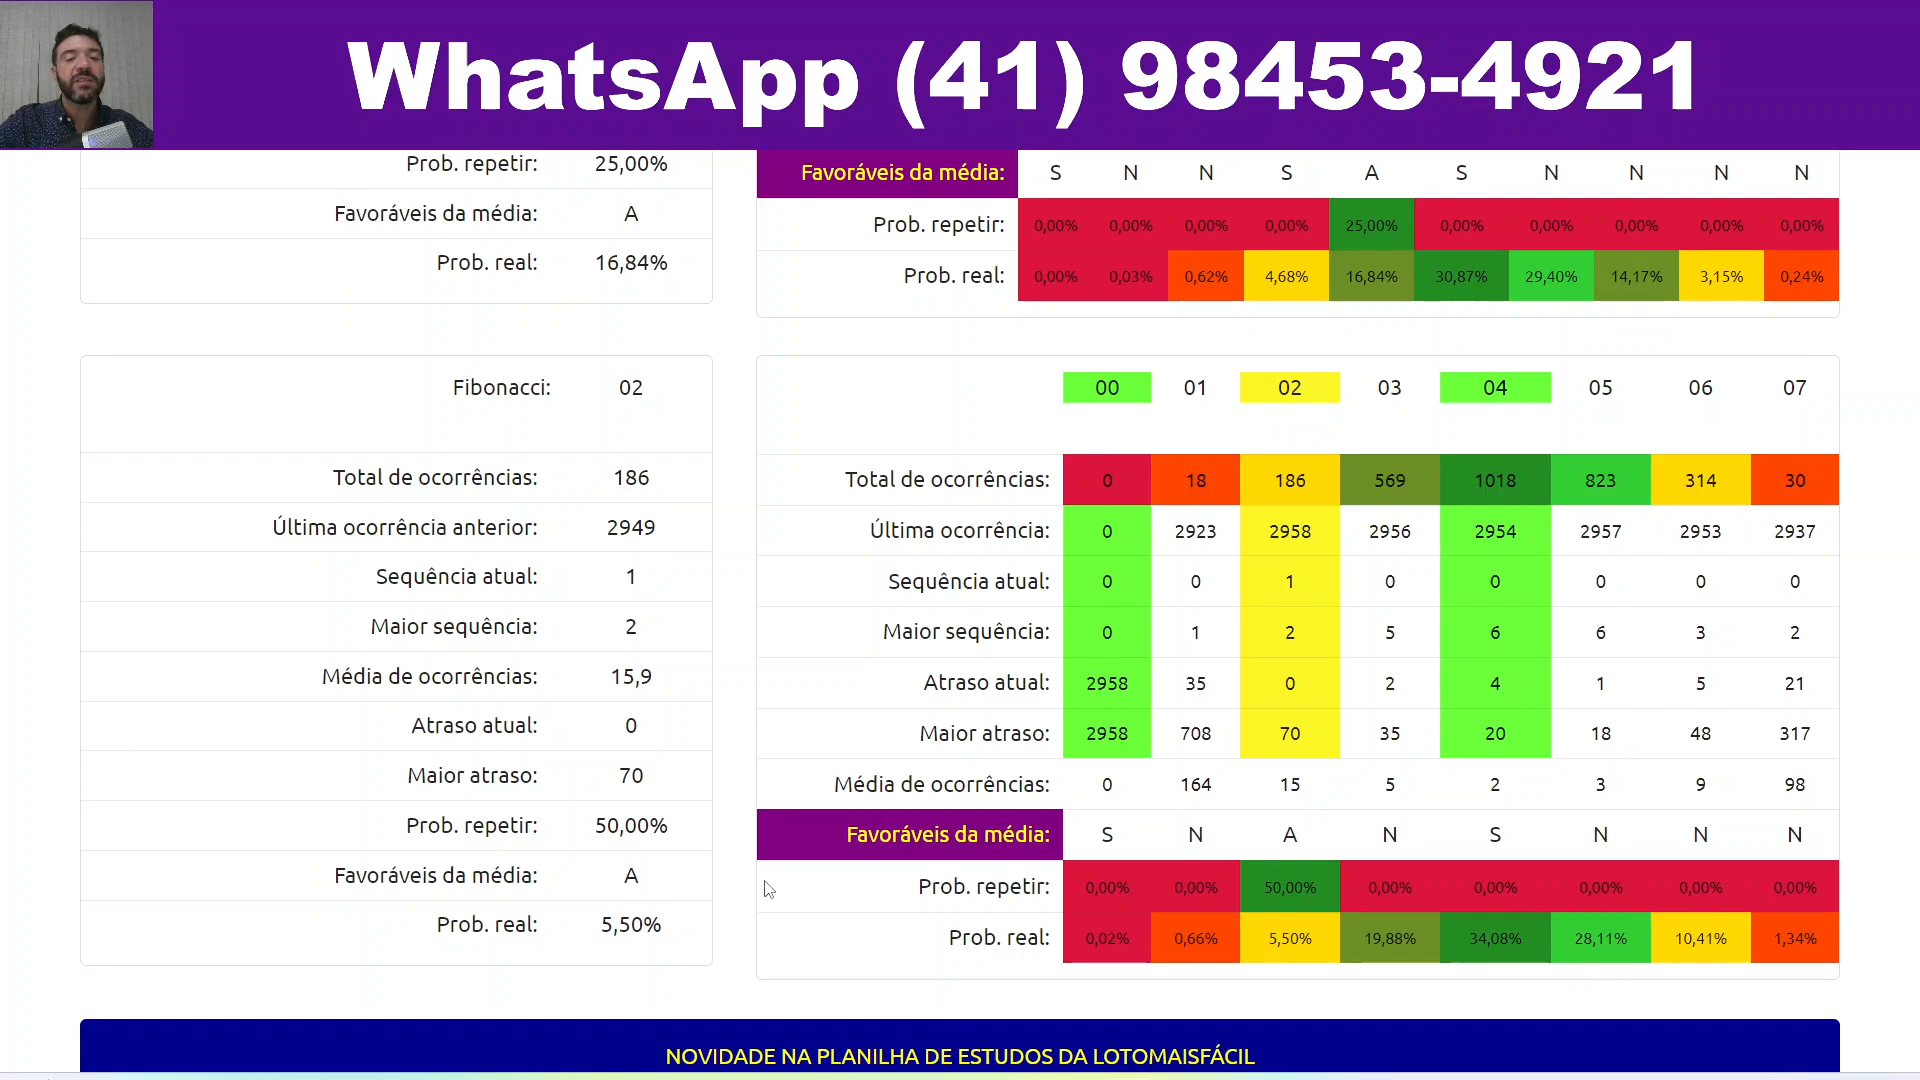 WhatsApp (41) 98453-4921
Prob. repetir: 25,00%
Favoráveis da média: A
Prob. real: 16,84%
Favoráveis da média: S N N S A S N N N N
Prob. repetir: 0,00% 0,00% 0,00% 0,00% 25,00% 0,00% 0,00% 0,00% 0,00% 0,00%
Prob. real: 0,00% 0,03% 0,62% 4,68% 16,84% 30,87% 29,40% 14,17% 3,15% 0,24%
Fibonacci: 02
Total de ocorrências: 186
Última ocorrência anterior: 2949
Sequência atual: 1
Maior sequência: 2
Média de ocorrências: 15,9
Atraso atual: 0
Maior atraso: 70
Prob. repetir: 50,00%
Favoráveis da média: A
Prob. real: 5,50%
00 01 02 03 04 05 06 07
Total de ocorrências: 0 18 186 569 1018 823 314 30
Última ocorrência: 0 2923 2958 2956 2954 2957 2953 2937
Sequência atual: 0 0 1 0 0 0 0 0
Maior sequência: 0 1 2 5 6 6 3 2
Atraso atual: 2958 35 0 2 4 1 5 21
Maior atraso: 2958 708 70 35 20 18 48 317
Média de ocorrências: 0 164 15 5 2 3 9 98
Favoráveis da média: S N A N S N N N
Prob. repetir: 0,00% 0,00% 50,00% 0,00% 0,00% 0,00% 0,00% 0,00%
Prob. real: 0,02% 0,66% 5,50% 19,88% 34,08% 28,11% 10,41% 1,34%
NOVIDADE NA PLANILHA DE ESTUDOS DA LOTOMAISFÁCIL